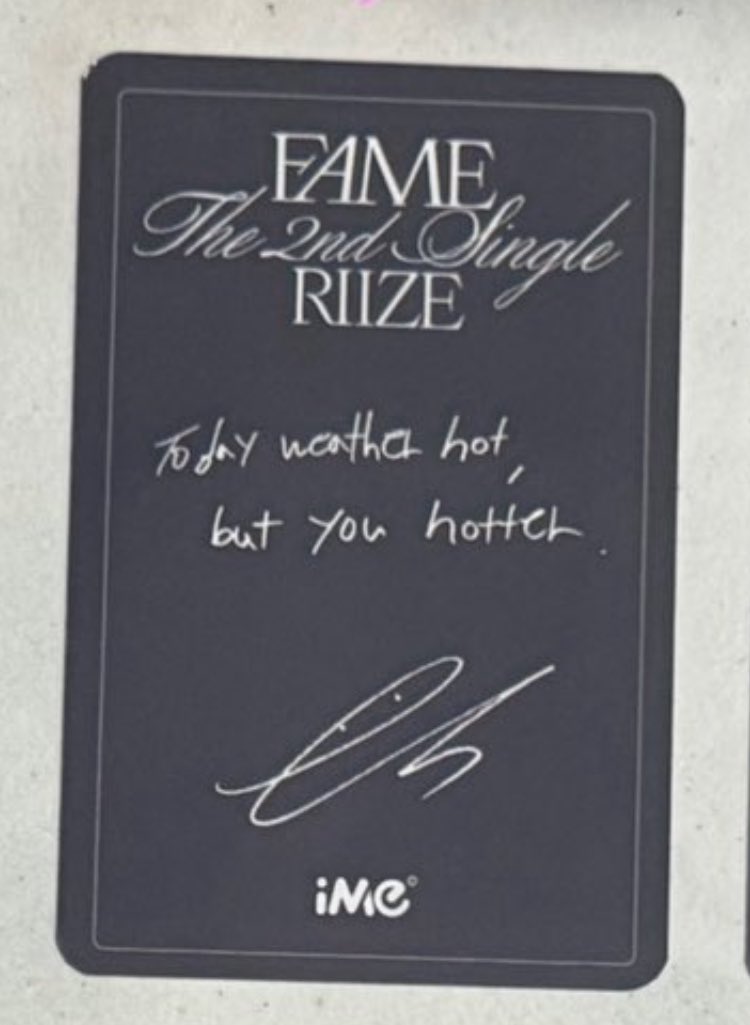 FAME
The 2nd Single
RIIZE
Today weather hot,
but you hotter.
iMe